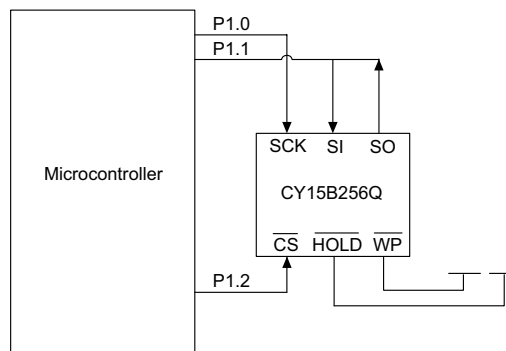 P1.0
P1.1
SCK SI SO
Microcontroller
CY15B256Q
CS HOLD WP
P1.2